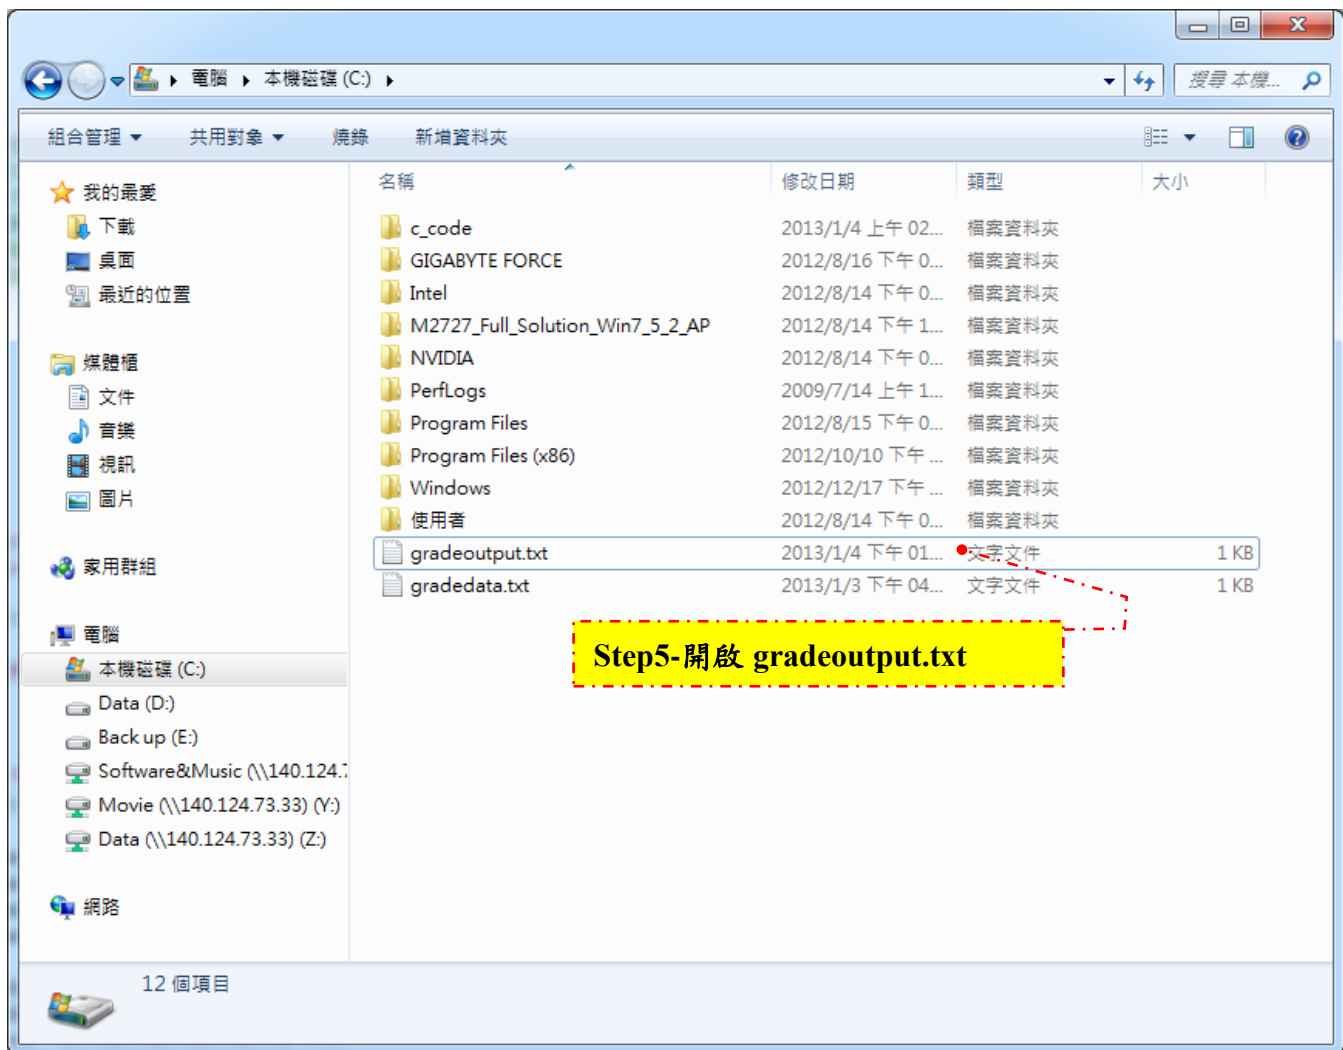 電腦 本機磁碟 (C:)
搜尋 本機...
組合管理 共用對象 燒錄 新增資料夾
名稱 修改日期 類型 大小
我的最愛
下載
桌面
最近的位置
媒體櫃
文件
音樂
視訊
圖片
家用群組
電腦
本機磁碟 (C:)
Data (D:)
Back up (E:)
Software&Music (\\140.124.7
Movie (\\140.124.73.33) (Y:)
Data (\\140.124.73.33) (Z:)
網路
c_code 2013/1/4 上午 02... 檔案資料夾
GIGABYTE FORCE 2012/8/16 下午 0... 檔案資料夾
Intel 2012/8/14 下午 0... 檔案資料夾
M2727_Full_Solution_Win7_5_2_AP 2012/8/14 下午 1... 檔案資料夾
NVIDIA 2012/8/14 下午 0... 檔案資料夾
PerfLogs 2009/7/14 上午 1... 檔案資料夾
Program Files 2012/8/15 下午 0... 檔案資料夾
Program Files (x86) 2012/10/10 下午 ... 檔案資料夾
Windows 2012/12/17 下午 ... 檔案資料夾
使用者 2012/8/14 下午 0... 檔案資料夾
gradeoutput.txt 2013/1/4 下午 01... 文字文件 1 KB
gradedata.txt 2013/1/3 下午 04... 文字文件 1 KB
Step5-開啟 gradeoutput.txt
12 個項目